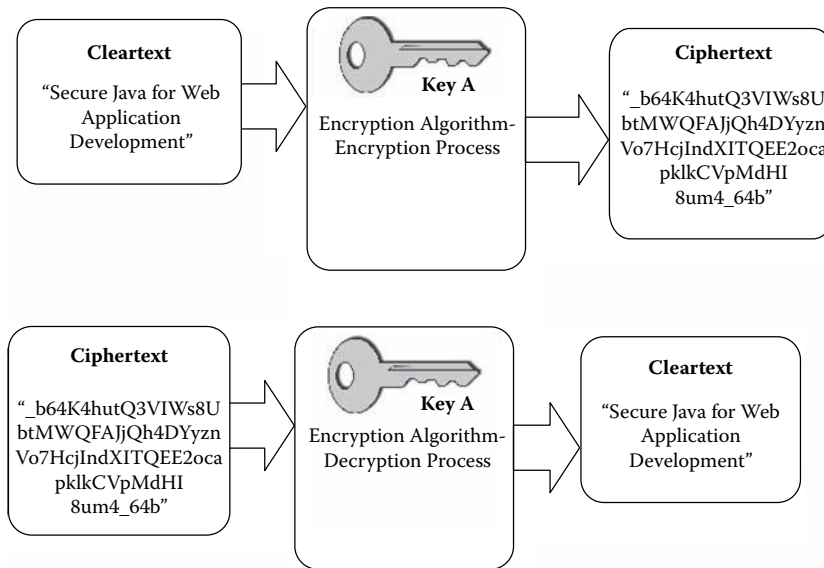 Cleartext
“Secure Java for Web
Application
Development”
Key A
Encryption Algorithm-
Encryption Process
Ciphertext
“_b64K4hutQ3VIWs8U
btMWQFAJjQh4DYyzn
Vo7HcjIndXITQEE2oca
pklkCVpMdHI
8um4_64b”
Ciphertext
“_b64K4hutQ3VIWs8U
btMWQFAJjQh4DYyzn
Vo7HcjIndXITQEE2oca
pklkCVpMdHI
8um4_64b”
Key A
Encryption Algorithm-
Decryption Process
Cleartext
“Secure Java for Web
Application
Development”